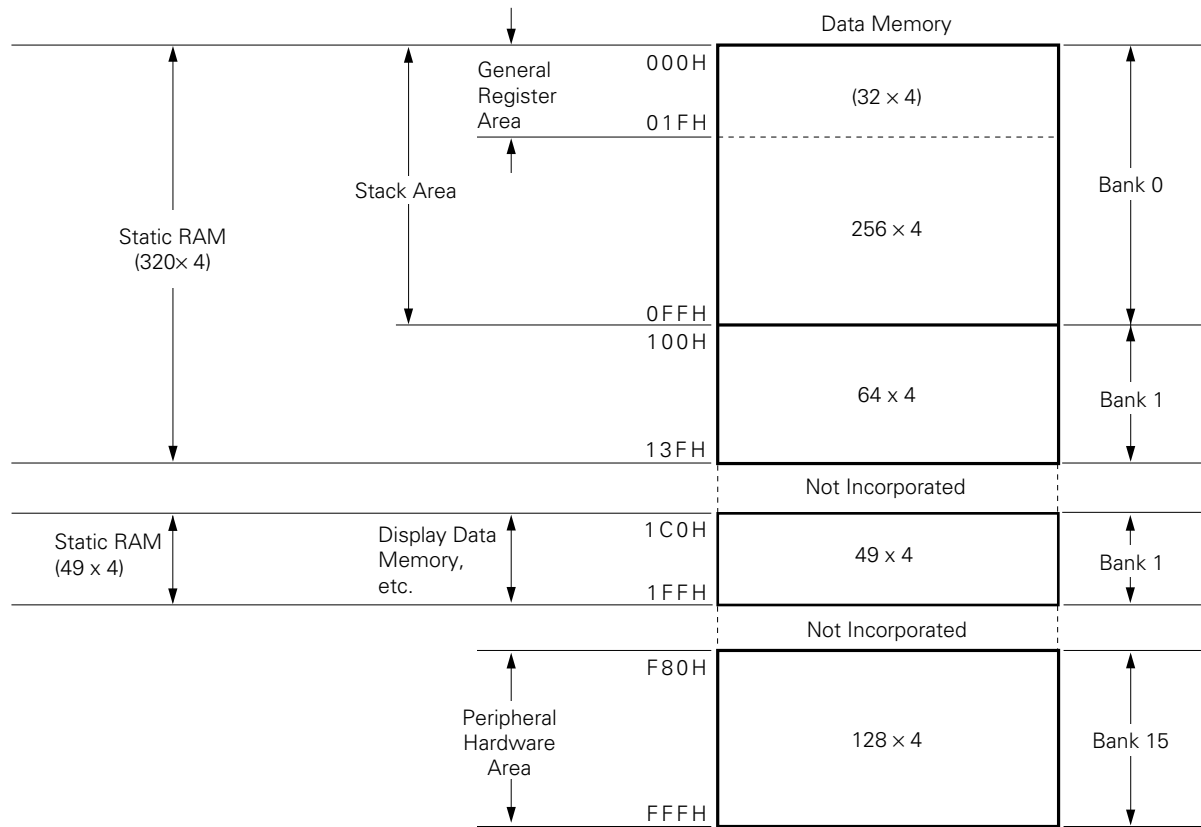 Data Memory
000H
General
Register
Area
(32 × 4)
01FH
Stack Area
Bank 0
Static RAM
(320× 4)
256 × 4
0FFH
100H
64 x 4
Bank 1
13FH
Not Incorporated
1C0H
Static RAM
(49 x 4)
Display Data
Memory,
etc.
49 × 4
Bank 1
1FFH
Not Incorporated
F80H
Peripheral
Hardware
Area
128 × 4
Bank 15
FFFH